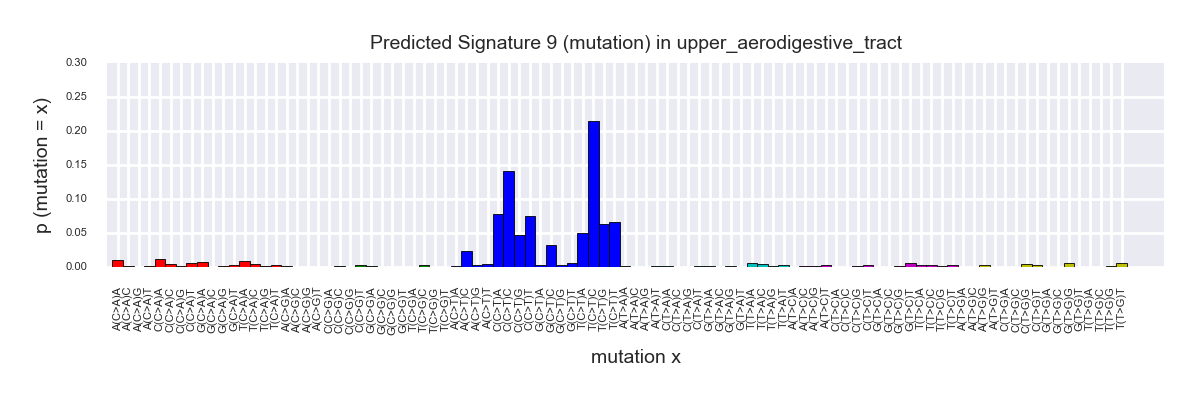 Predicted Signature 9 (mutation) in upper_aerodigestive_tract
p (mutation = x)
0.30
0.25
0.20
0.15
0.10
0.05
0.00
A(C>A)A
A(C>A)C
A(C>A)G
A(C>A)T
C(C>A)A
C(C>A)C
C(C>A)G
C(C>A)T
G(C>A)A
G(C>A)C
G(C>A)G
G(C>A)T
T(C>A)A
T(C>A)C
T(C>A)G
T(C>A)T
A(C>G)A
A(C>G)C
A(C>G)G
A(C>G)T
C(C>G)A
C(C>G)C
C(C>G)G
C(C>G)T
G(C>G)A
G(C>G)C
G(C>G)G
G(C>G)T
T(C>G)A
T(C>G)C
T(C>G)G
T(C>G)T
A(C>T)A
A(C>T)C
A(C>T)G
A(C>T)T
C(C>T)A
C(C>T)C
C(C>T)G
C(C>T)T
G(C>T)A
G(C>T)C
G(C>T)G
G(C>T)T
T(C>T)A
T(C>T)C
T(C>T)G
T(C>T)T
A(T>A)A
A(T>A)C
A(T>A)G
A(T>A)T
C(T>A)A
C(T>A)C
C(T>A)G
C(T>A)T
G(T>A)A
G(T>A)C
G(T>A)G
G(T>A)T
T(T>A)A
T(T>A)C
T(T>A)G
T(T>A)T
A(T>C)A
A(T>C)C
A(T>C)G
A(T>C)T
C(T>C)A
C(T>C)C
C(T>C)G
C(T>C)T
G(T>C)A
G(T>C)C
G(T>C)G
G(T>C)T
T(T>C)A
T(T>C)C
T(T>C)G
T(T>C)T
A(T>G)A
A(T>G)C
A(T>G)G
A(T>G)T
C(T>G)A
C(T>G)C
C(T>G)G
C(T>G)T
G(T>G)A
G(T>G)C
G(T>G)G
G(T>G)T
T(T>G)A
T(T>G)C
T(T>G)G
T(T>G)T
mutation x